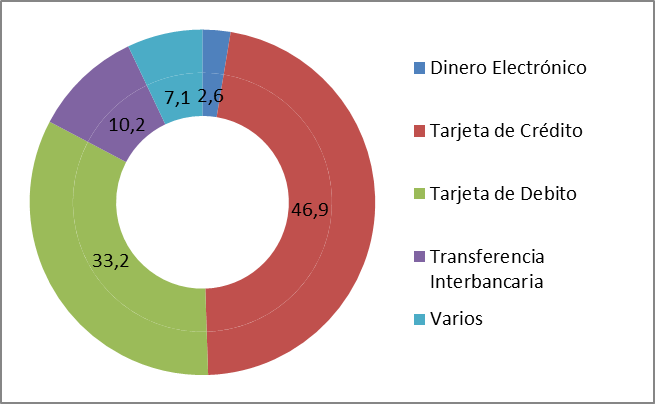 7,1
2,6
10,2
46,9
33,2
Dinero Electrónico
Tarjeta de Crédito
Tarjeta de Debito
Transferencia
Interbancaria
Varios